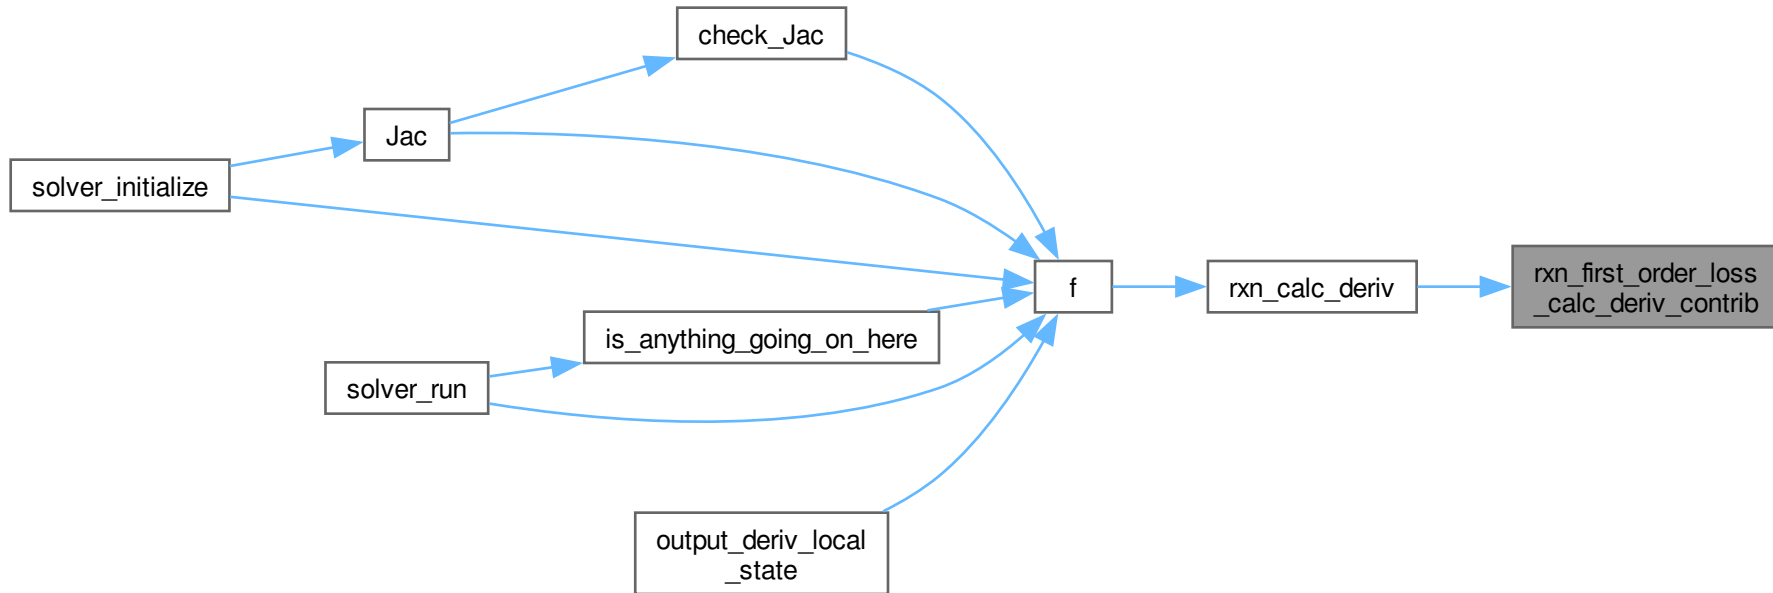 check_Jac
Jac
solver_initialize
f
rxn_calc_deriv
rxn_first_order_loss
_calc_deriv_contrib
is_anything_going_on_here
solver_run
output_deriv_local
_state